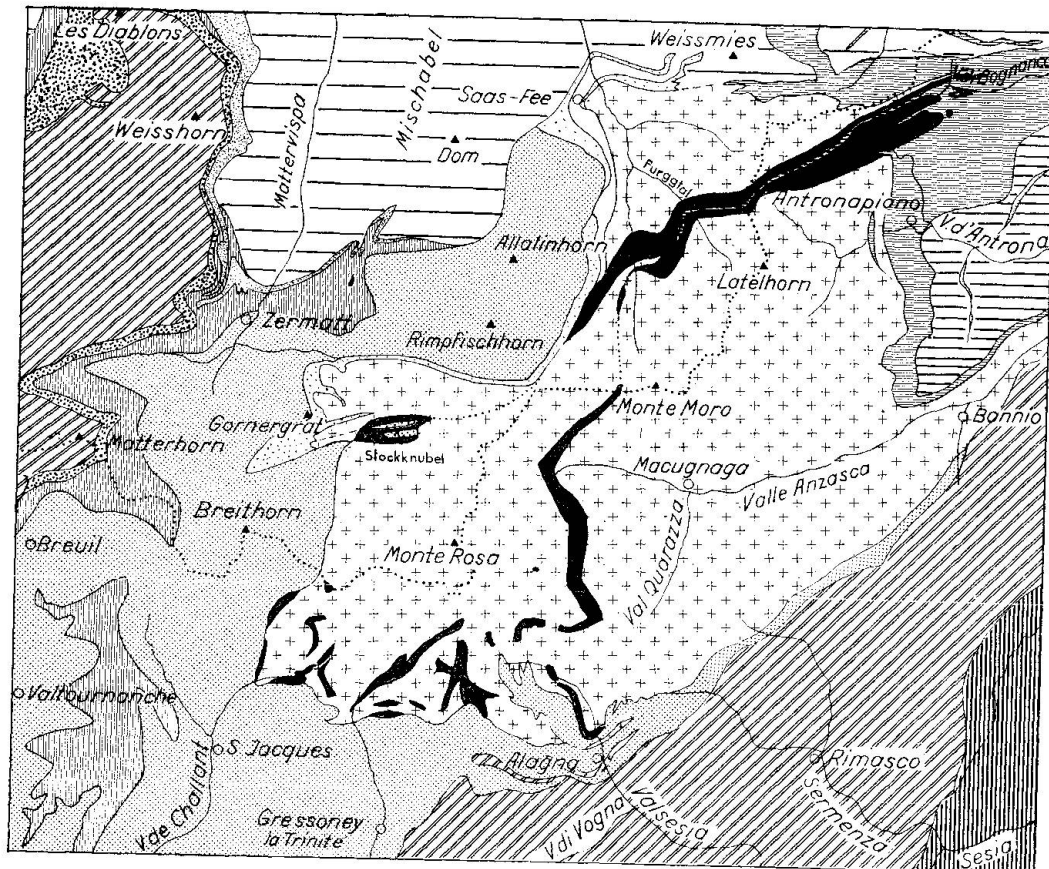 Les Diablons
Weissmies
Bognanco
Saas-Fee
Mischabel
Mattervispa
Weisshorn
Dom
Furggtal
Antronapiano
V. d'Antrona
Allalinhorn
Latelhorn
Zermatt
Rimpfischhorn
Monte Moro
Bannio
Gornergrat
Matterhorn
Stockknubel
Macugnaga
Valle Anzasca
Breithorn
Breuil
Monte Rosa
Val Quarazza
Valtournanche
S. Jacques
Alagna
Rimasco
V. de Challant
Gressoney
la Trinite
V. di Vogna
Valsesia
Sermenza
Sesia